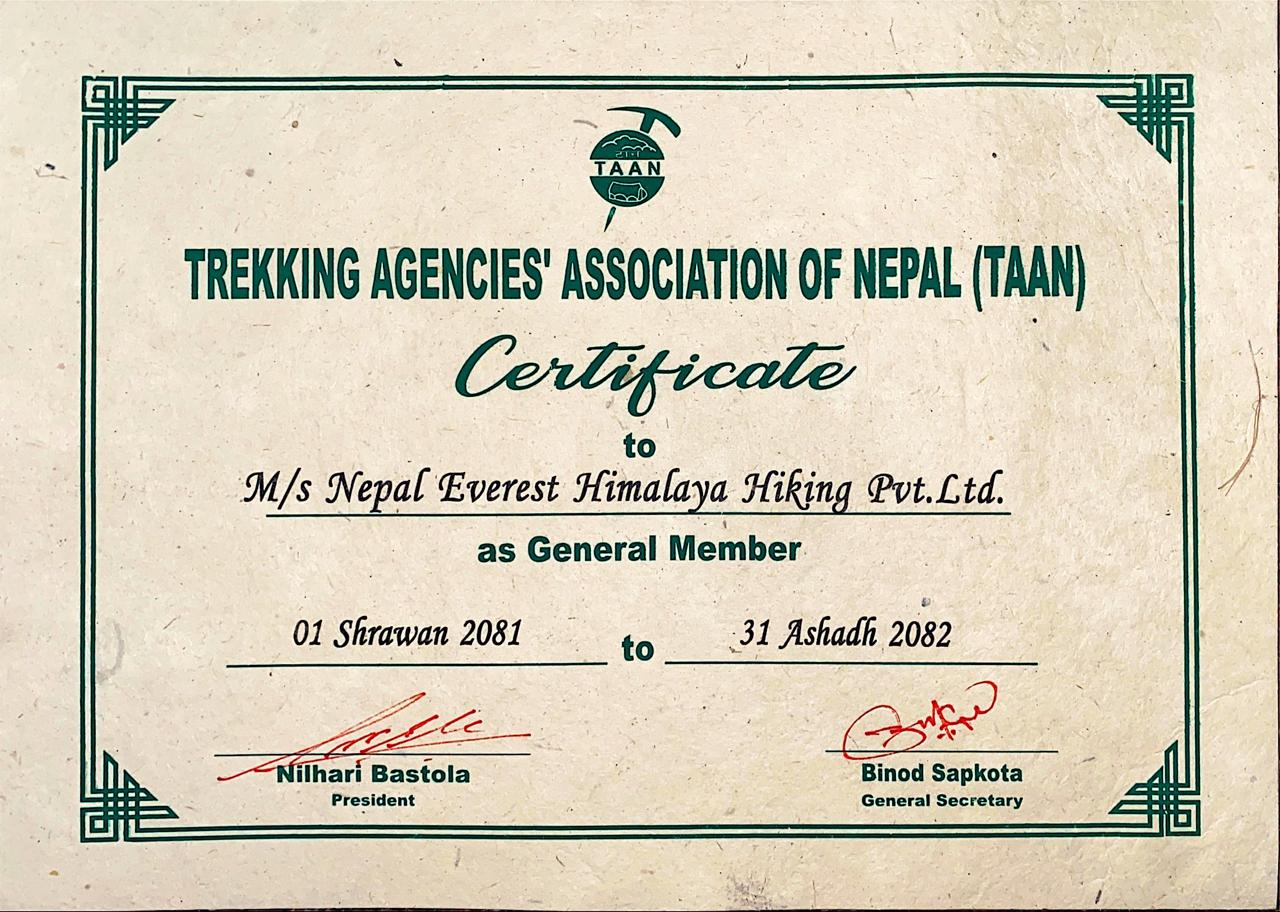 TAAN
TREKKING AGENCIES' ASSOCIATION OF NEPAL (TAAN)
Certificate
to
M/s Nepal Everest Himalaya Hiking Pvt.Ltd.
as General Member
01 Shrawan 2081 to 31 Ashadh 2082
Nilhari Bastola
President
Binod Sapkota
General Secretary